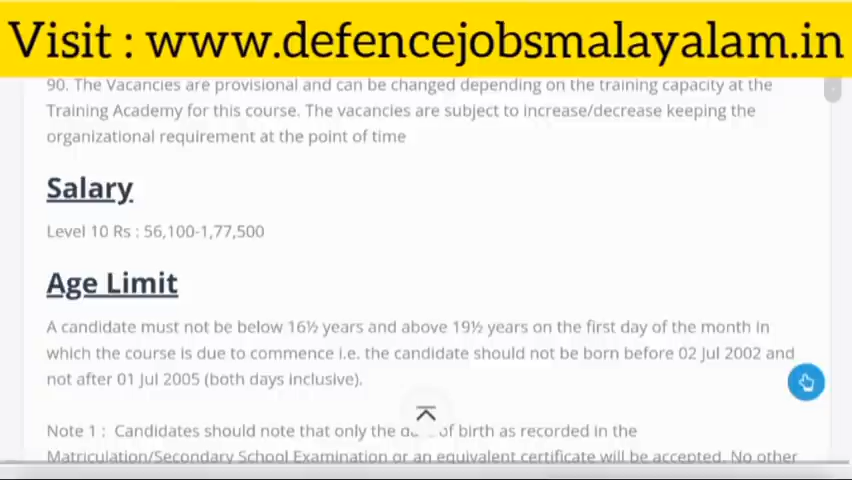 Visit : www.defencejobsmalayalam.in
90. The Vacancies are provisional and can be changed depending on the training capacity at the
Training Academy for this course. The vacancies are subject to increase/decrease keeping the
organizational requirement at the point of time
Salary
Level 10 Rs : 56,100-1,77,500
Age Limit
A candidate must not be below 16½ years and above 19½ years on the first day of the month in
which the course is due to commence i.e. the candidate should not be born before 02 Jul 2002 and
not after 01 Jul 2005 (both days inclusive).
Note 1 : Candidates should note that only the of birth as recorded in the
Matriculation/Secondary School Examination or an equivalent certificate will be accepted. No other